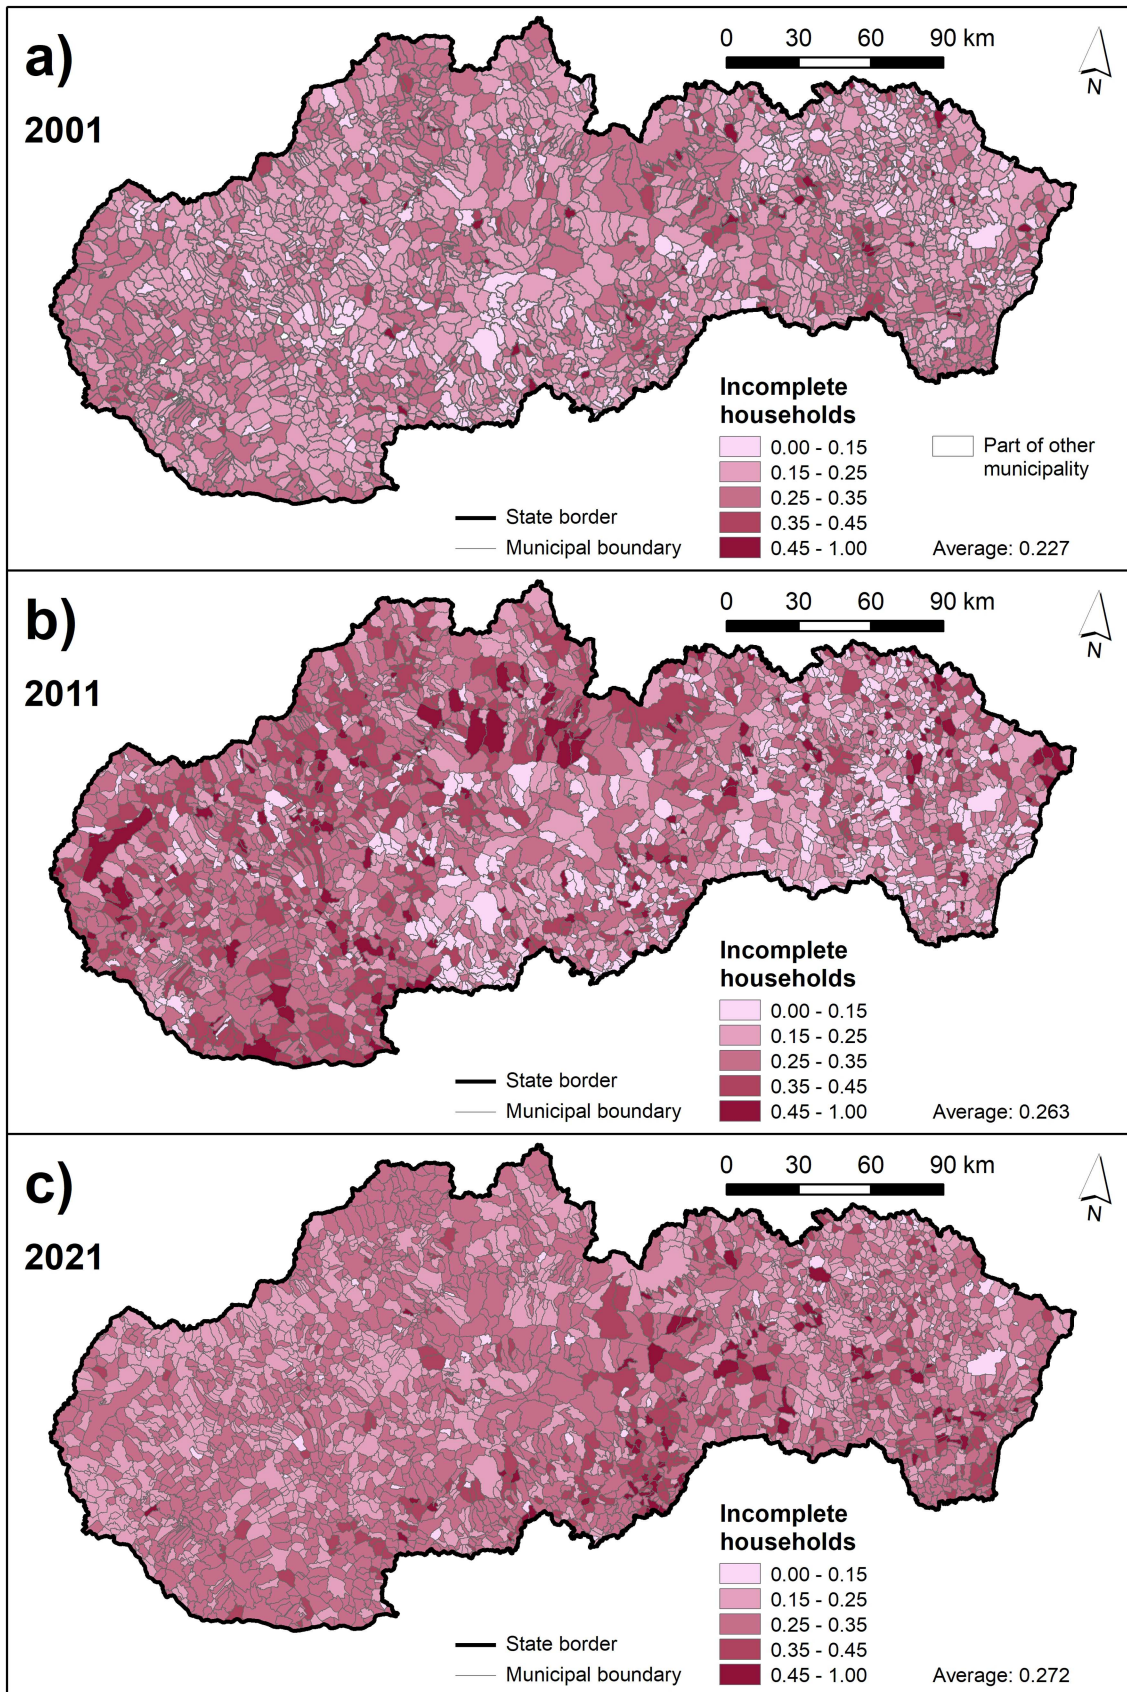 a)
2001
0 30 60 90 km
N
Incomplete
households
0.00 - 0.15
0.15 - 0.25
0.25 - 0.35
0.35 - 0.45
0.45 - 1.00
Part of other
municipality
State border
Municipal boundary
Average: 0.227
b)
2011
0 30 60 90 km
N
Incomplete
households
0.00 - 0.15
0.15 - 0.25
0.25 - 0.35
0.35 - 0.45
0.45 - 1.00
State border
Municipal boundary
Average: 0.263
c)
2021
0 30 60 90 km
N
Incomplete
households
0.00 - 0.15
0.15 - 0.25
0.25 - 0.35
0.35 - 0.45
0.45 - 1.00
State border
Municipal boundary
Average: 0.272